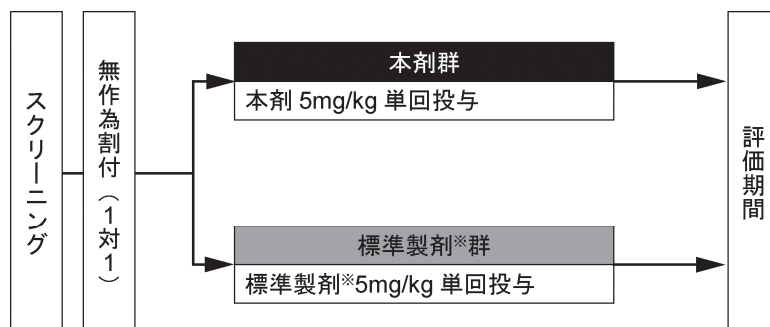 スクリーニング
無作為割付（1対1）
本剤群
本剤 5mg/kg 単回投与
標準製剤※群
標準製剤※5mg/kg 単回投与
評価期間